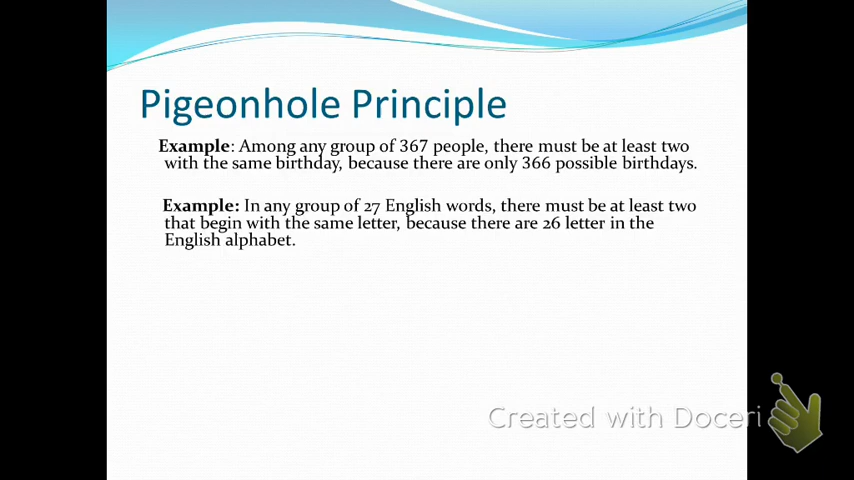 Pigeonhole Principle
Example: Among any group of 367 people, there must be at least two
with the same birthday, because there are only 366 possible birthdays.
Example: In any group of 27 English words, there must be at least two
that begin with the same letter, because there are 26 letter in the
English alphabet.
Created with Doceri